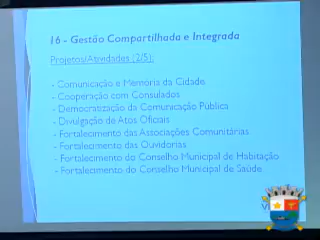 16 - Gestão Compartilhada e Integrada
Projetos/Atividades (2/5):
- Comunicação e Memória da Cidade
- Cooperação com Consulados
- Democratização da Comunicação Pública
- Divulgação de Atos Oficiais
- Fortalecimento das Associações Comunitárias
- Fortalecimento das Ouvidorias
- Fortalecimento do Conselho Municipal de Habitação
- Fortalecimento do Conselho Municipal de Saúde